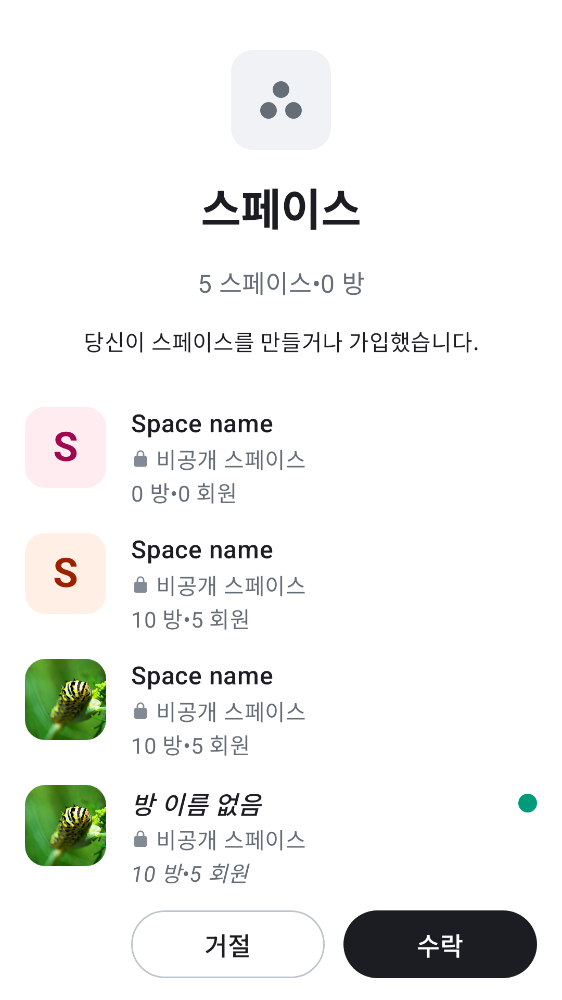 스페이스
5 스페이스•0 방
당신이 스페이스를 만들거나 가입했습니다.
S
Space name
비공개 스페이스
0 방•0 회원
S
Space name
비공개 스페이스
10 방•5 회원
Space name
비공개 스페이스
10 방•5 회원
방 이름 없음
비공개 스페이스
10 방•5 회원
거절
수락